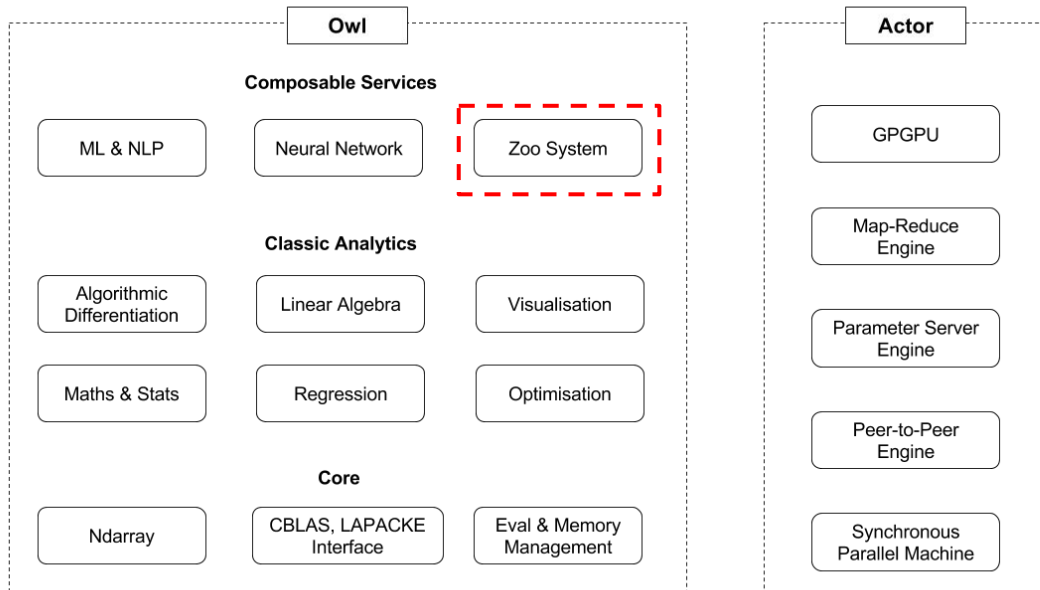 Owl
Composable Services
ML & NLP
Neural Network
Zoo System
Classic Analytics
Algorithmic
Differentiation
Linear Algebra
Visualisation
Maths & Stats
Regression
Optimisation
Core
Ndarray
CBLAS, LAPACKE
Interface
Eval & Memory
Management
Actor
GPGPU
Map-Reduce
Engine
Parameter Server
Engine
Peer-to-Peer
Engine
Synchronous
Parallel Machine